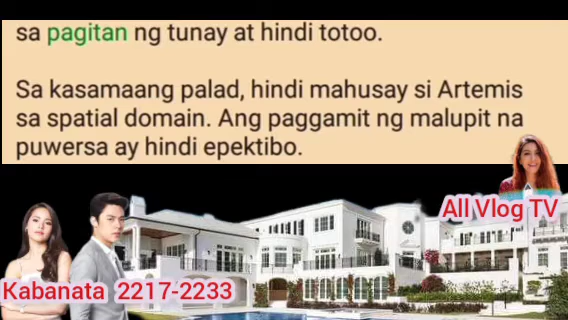 sa pagitan ng tunay at hindi totoo.
Sa kasamaang palad, hindi mahusay si Artemis
sa spatial domain. Ang paggamit ng malupit na
puwersa ay hindi epektibo.
All Vlog TV
Kabanata 2217-2233